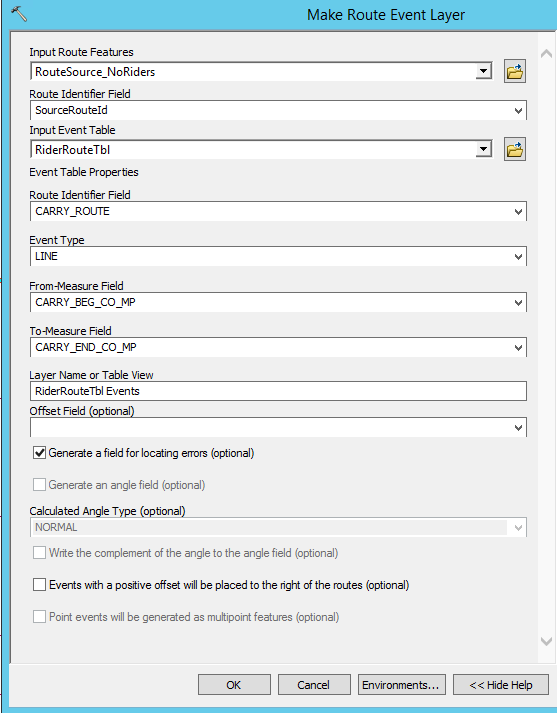 Make Route Event Layer
Input Route Features
RouteSource_NoRiders
Route Identifier Field
SourceRouteId
Input Event Table
RiderRouteTbl
Event Table Properties
Route Identifier Field
CARRY_ROUTE
Event Type
LINE
From-Measure Field
CARRY_BEG_CO_MP
To-Measure Field
CARRY_END_CO_MP
Layer Name or Table View
RiderRouteTbl Events
Offset Field (optional)
Generate a field for locating errors (optional)
Generate an angle field (optional)
Calculated Angle Type (optional)
NORMAL
Write the complement of the angle to the angle field (optional)
Events with a positive offset will be placed to the right of the routes (optional)
Point events will be generated as multipoint features (optional)
OK Cancel Environments... << Hide Help